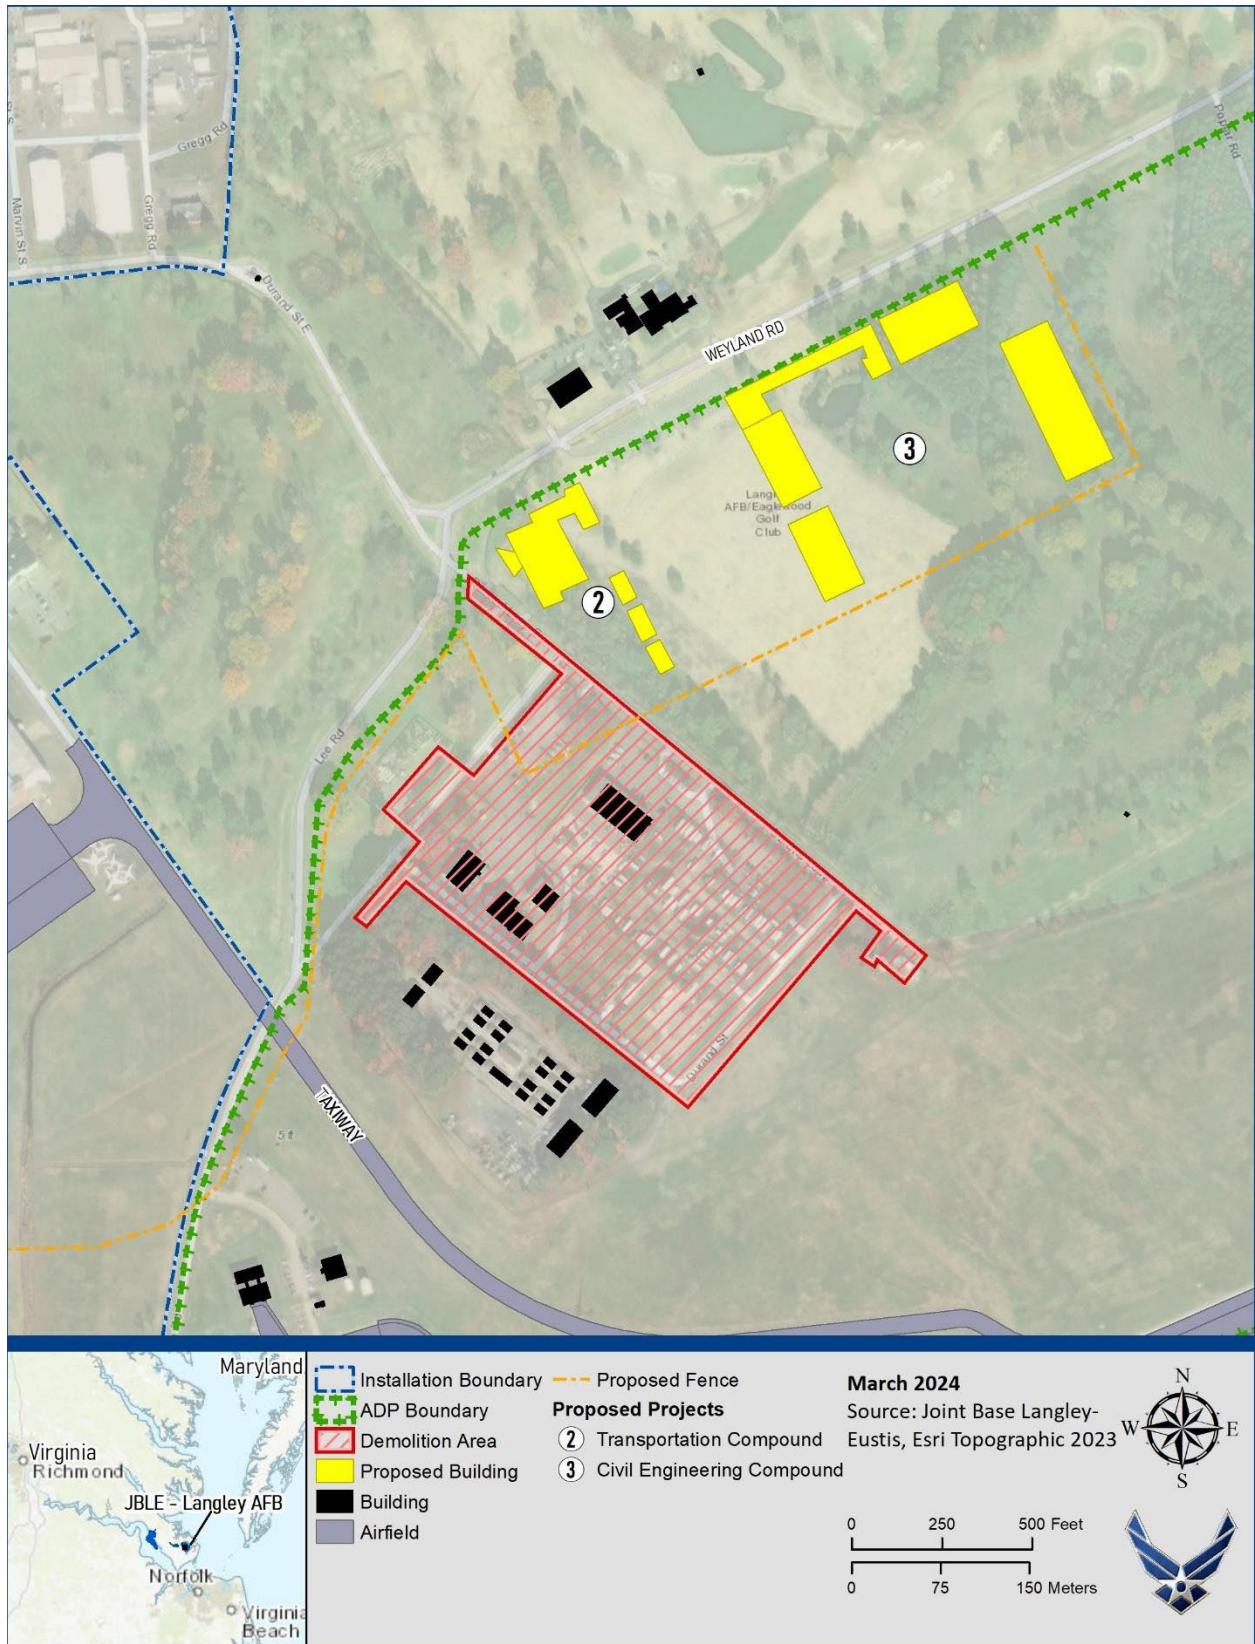 Gregg Rd
Marvin St S
Gregg Rd
Poplar Rd
Durand St E
WEYLAND RD
3
AFB/Eaglewood
Golf
Club
2
Lee Rd
Durand St
TAXIWAY
5 ft
Maryland
Virginia
Richmond
JBLE - Langley AFB
Norfolk
Virginia
Beach
Installation Boundary
ADP Boundary
Demolition Area
Proposed Building
Building
Airfield
Proposed Fence
Proposed Projects
2 Transportation Compound
3 Civil Engineering Compound
March 2024
Source: Joint Base Langley-
Eustis, Esri Topographic 2023
N
W E
S
0 250 500 Feet
0 75 150 Meters